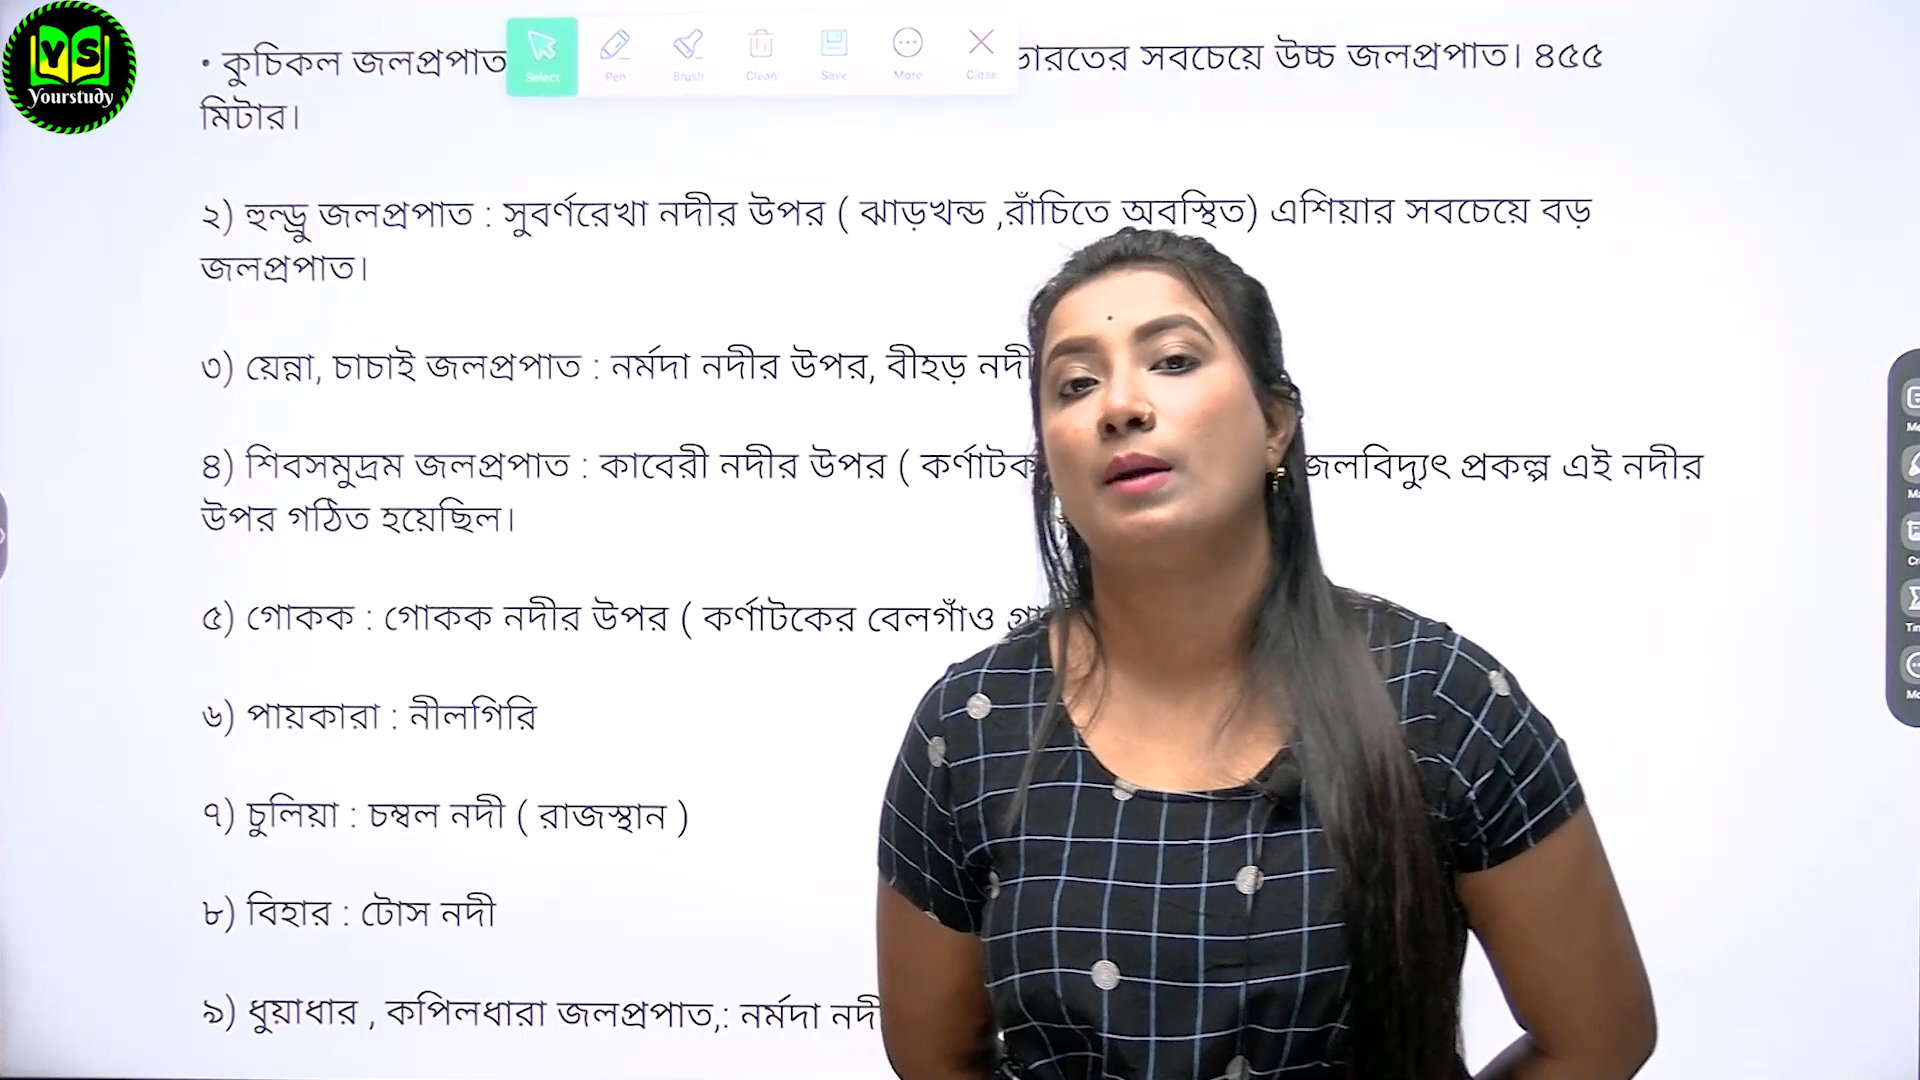 YS
Yourstudy
Select Pen Brush Clean Save More Close
• কুচিকল জলপ্রপাত ভারতের সবচেয়ে উচ্চ জলপ্রপাত। ৪৫৫
মিটার।
২) হুন্ড্রু জলপ্রপাত : সুবর্ণরেখা নদীর উপর ( ঝাড়খন্ড ,রাঁচিতে অবস্থিত) এশিয়ার সবচেয়ে বড়
জলপ্রপাত।
৩) য়েন্না, চাচাই জলপ্রপাত : নর্মদা নদীর উপর, বীহড় নদী
৪) শিবসমুদ্রম জলপ্রপাত : কাবেরী নদীর উপর ( কর্ণাটক জলবিদ্যুৎ প্রকল্প এই নদীর
উপর গঠিত হয়েছিল।
৫) গোকক : গোকক নদীর উপর ( কর্ণাটকের বেলগাঁও
৬) পায়কারা : নীলগিরি
৭) চুলিয়া : চম্বল নদী ( রাজস্থান )
৮) বিহার : টোস নদী
৯) ধুয়াধার , কপিলধারা জলপ্রপাত,: নর্মদা নদী